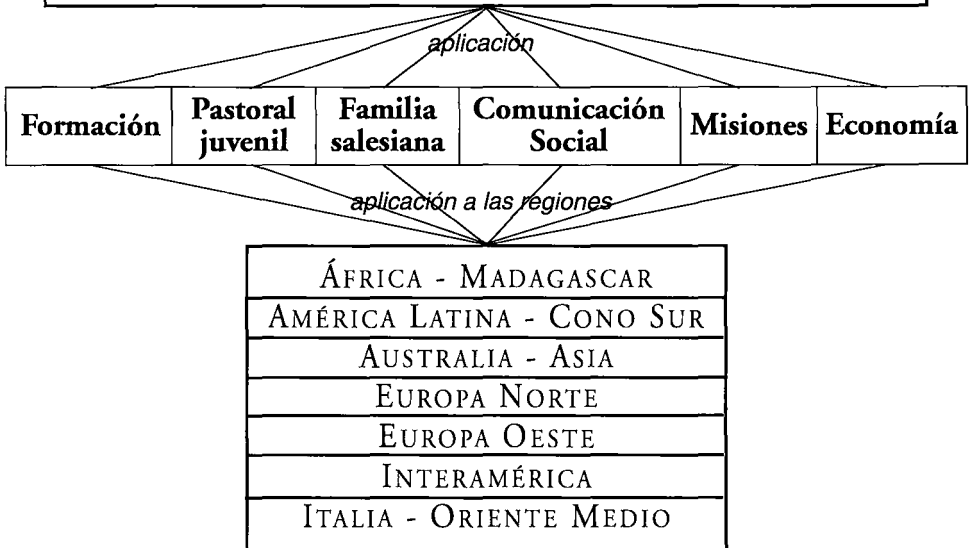 aplicación
Formación
Pastoral
juvenil
Familia
salesiana
Comunicación
Social
Misiones
Economía
aplicación a las regiones
ÁFRICA - MADAGASCAR
AMÉRICA LATINA - CONO SUR
AUSTRALIA - ASIA
EUROPA NORTE
EUROPA OESTE
INTERAMÉRICA
ITALIA - ORIENTE MEDIO